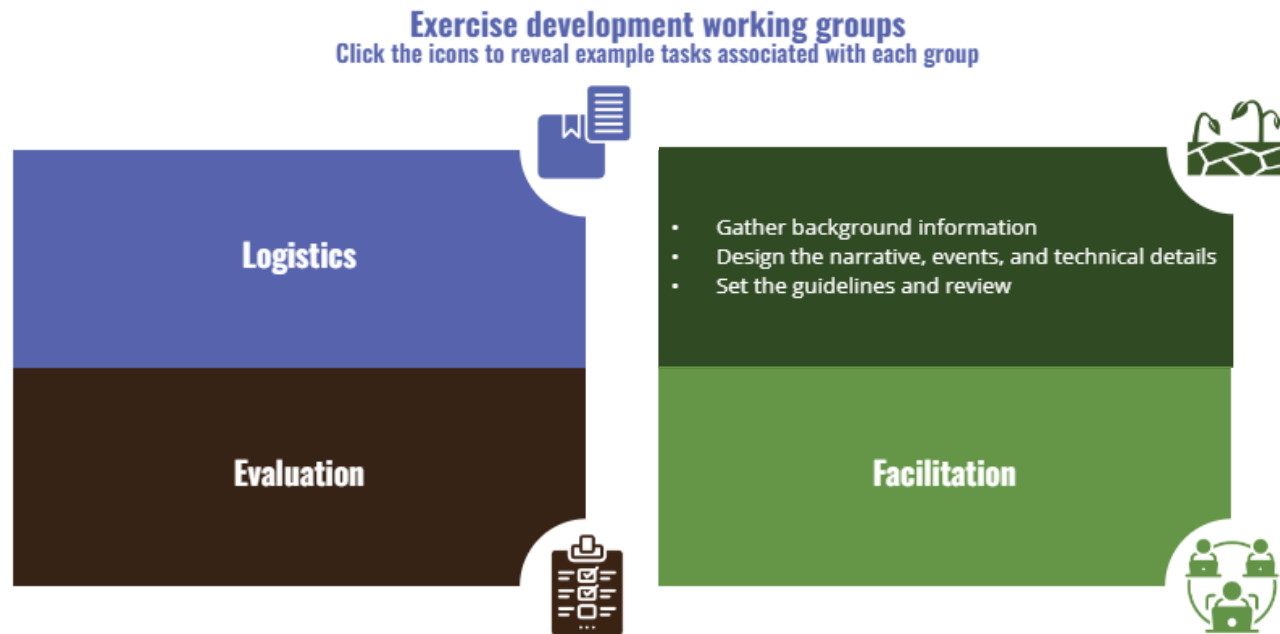 Exercise development working groups
Click the icons to reveal example tasks associated with each group
Logistics
• Gather background information
• Design the narrative, events, and technical details
• Set the guidelines and review
Evaluation
Facilitation